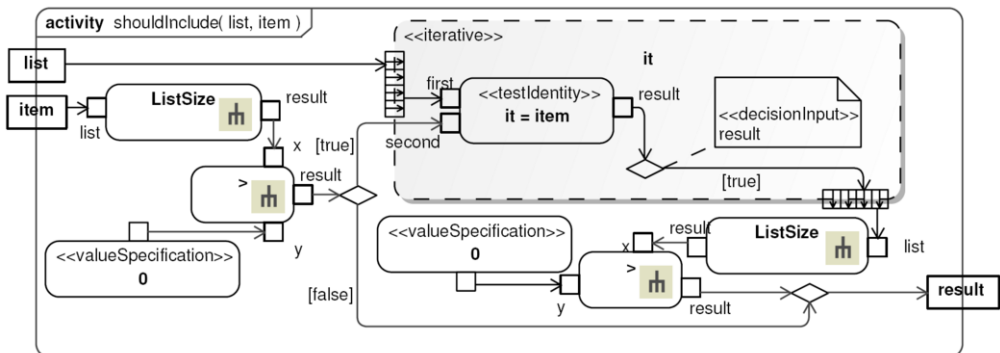 activity shouldInclude( list, item )
<<iterative>>
it
list
item
ListSize
result
list
first
<<testIdentity>>
it = item
result
<<decisionInput>>
result
second
x
[true]
>
result
y
[true]
<<valueSpecification>>
0
<<valueSpecification>>
0
x
result
ListSize
list
>
y
result
[false]
result